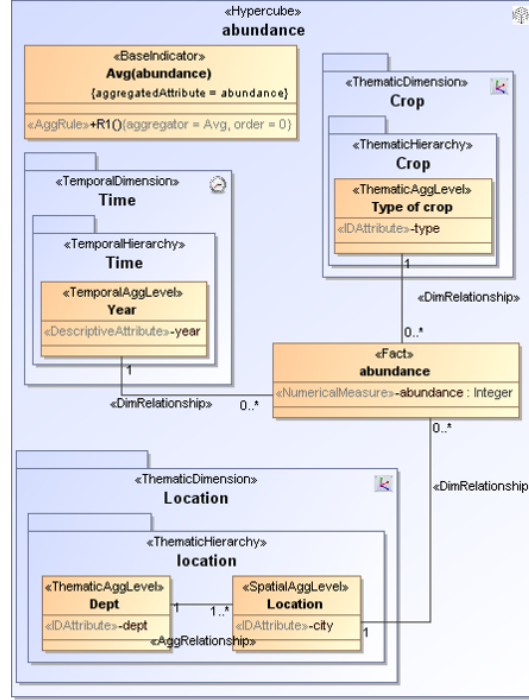 «Hypercube»
abundance
«BaseIndicator»
Avg(abundance)
{aggregatedAttribute = abundance}
«AggRule»+R1()(aggregator = Avg, order = 0)
«ThematicDimension»
Crop
«ThematicHierarchy»
Crop
«ThematicAggLevel»
Type of crop
«IDAttribute»-type
1
«DimRelationship»
0..*
«TemporalDimension»
Time
«TemporalHierarchy»
Time
«TemporalAggLevel»
Year
«DescriptiveAttribute»-year
1
«DimRelationship»
0..*
«Fact»
abundance
«NumericalMeasure»-abundance : Integer
0..*
«DimRelationship
«ThematicDimension»
Location
«ThematicHierarchy»
location
«ThematicAggLevel»
Dept
«IDAttribute»-dept
1
1..*
«AggRelationship»
«SpatialAggLevel»
Location
«IDAttribute»-city
1